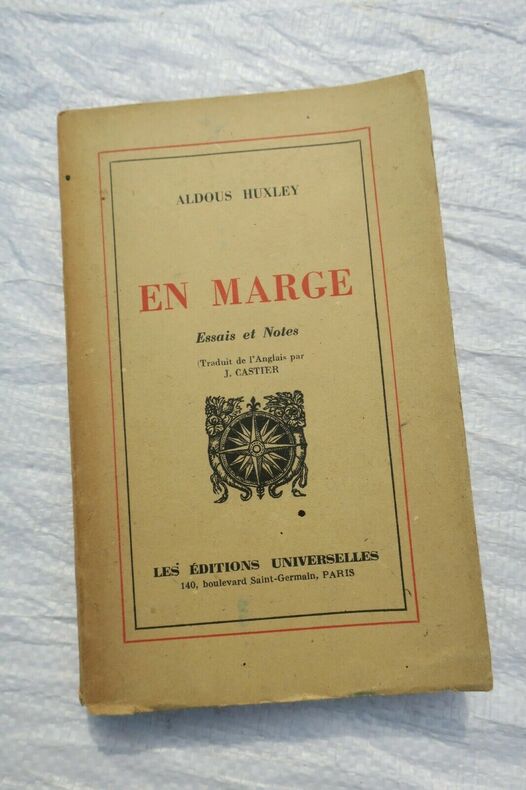 ALDOUS HUXLEY
EN MARGE
Essais et Notes
(Traduit de l'Anglais par
J. CASTIER
LES ÉDITIONS UNIVERSELLES
140, boulevard Saint-Germain, PARIS